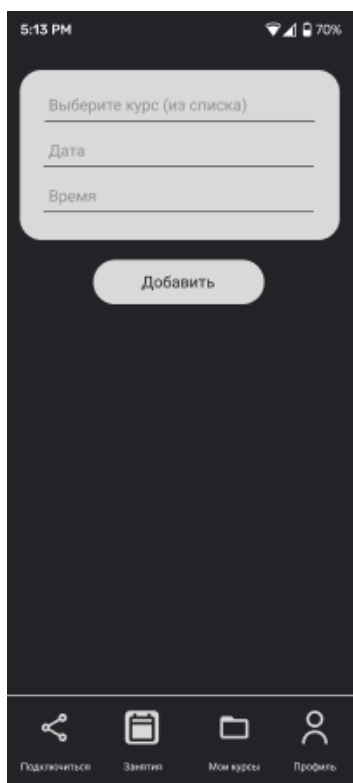 5:13 PM 70%
Выберите курс (из списка)
Дата
Время
Добавить
Подключиться Занятия Мои курсы Профиль